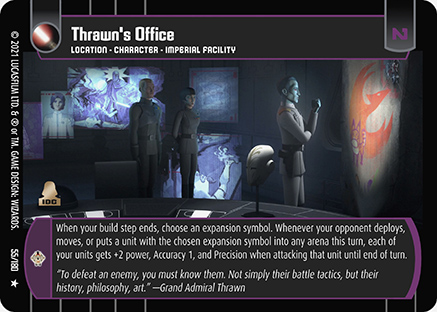 Thrawn's Office
LOCATION - CHARACTER - IMPERIAL FACILITY
N
© 2021 LUCASFILM LTD. & ® or TM. GAME DESIGN: WIZARDS.
IDC
55/180
When your build step ends, choose an expansion symbol. Whenever your opponent deploys,
moves, or puts a unit with the chosen expansion symbol into any arena this turn, each of
your units gets +2 power, Accuracy 1, and Precision when attacking that unit until end of turn.
"To defeat an enemy, you must know them. Not simply their battle tactics, but their
history, philosophy, art." —Grand Admiral Thrawn